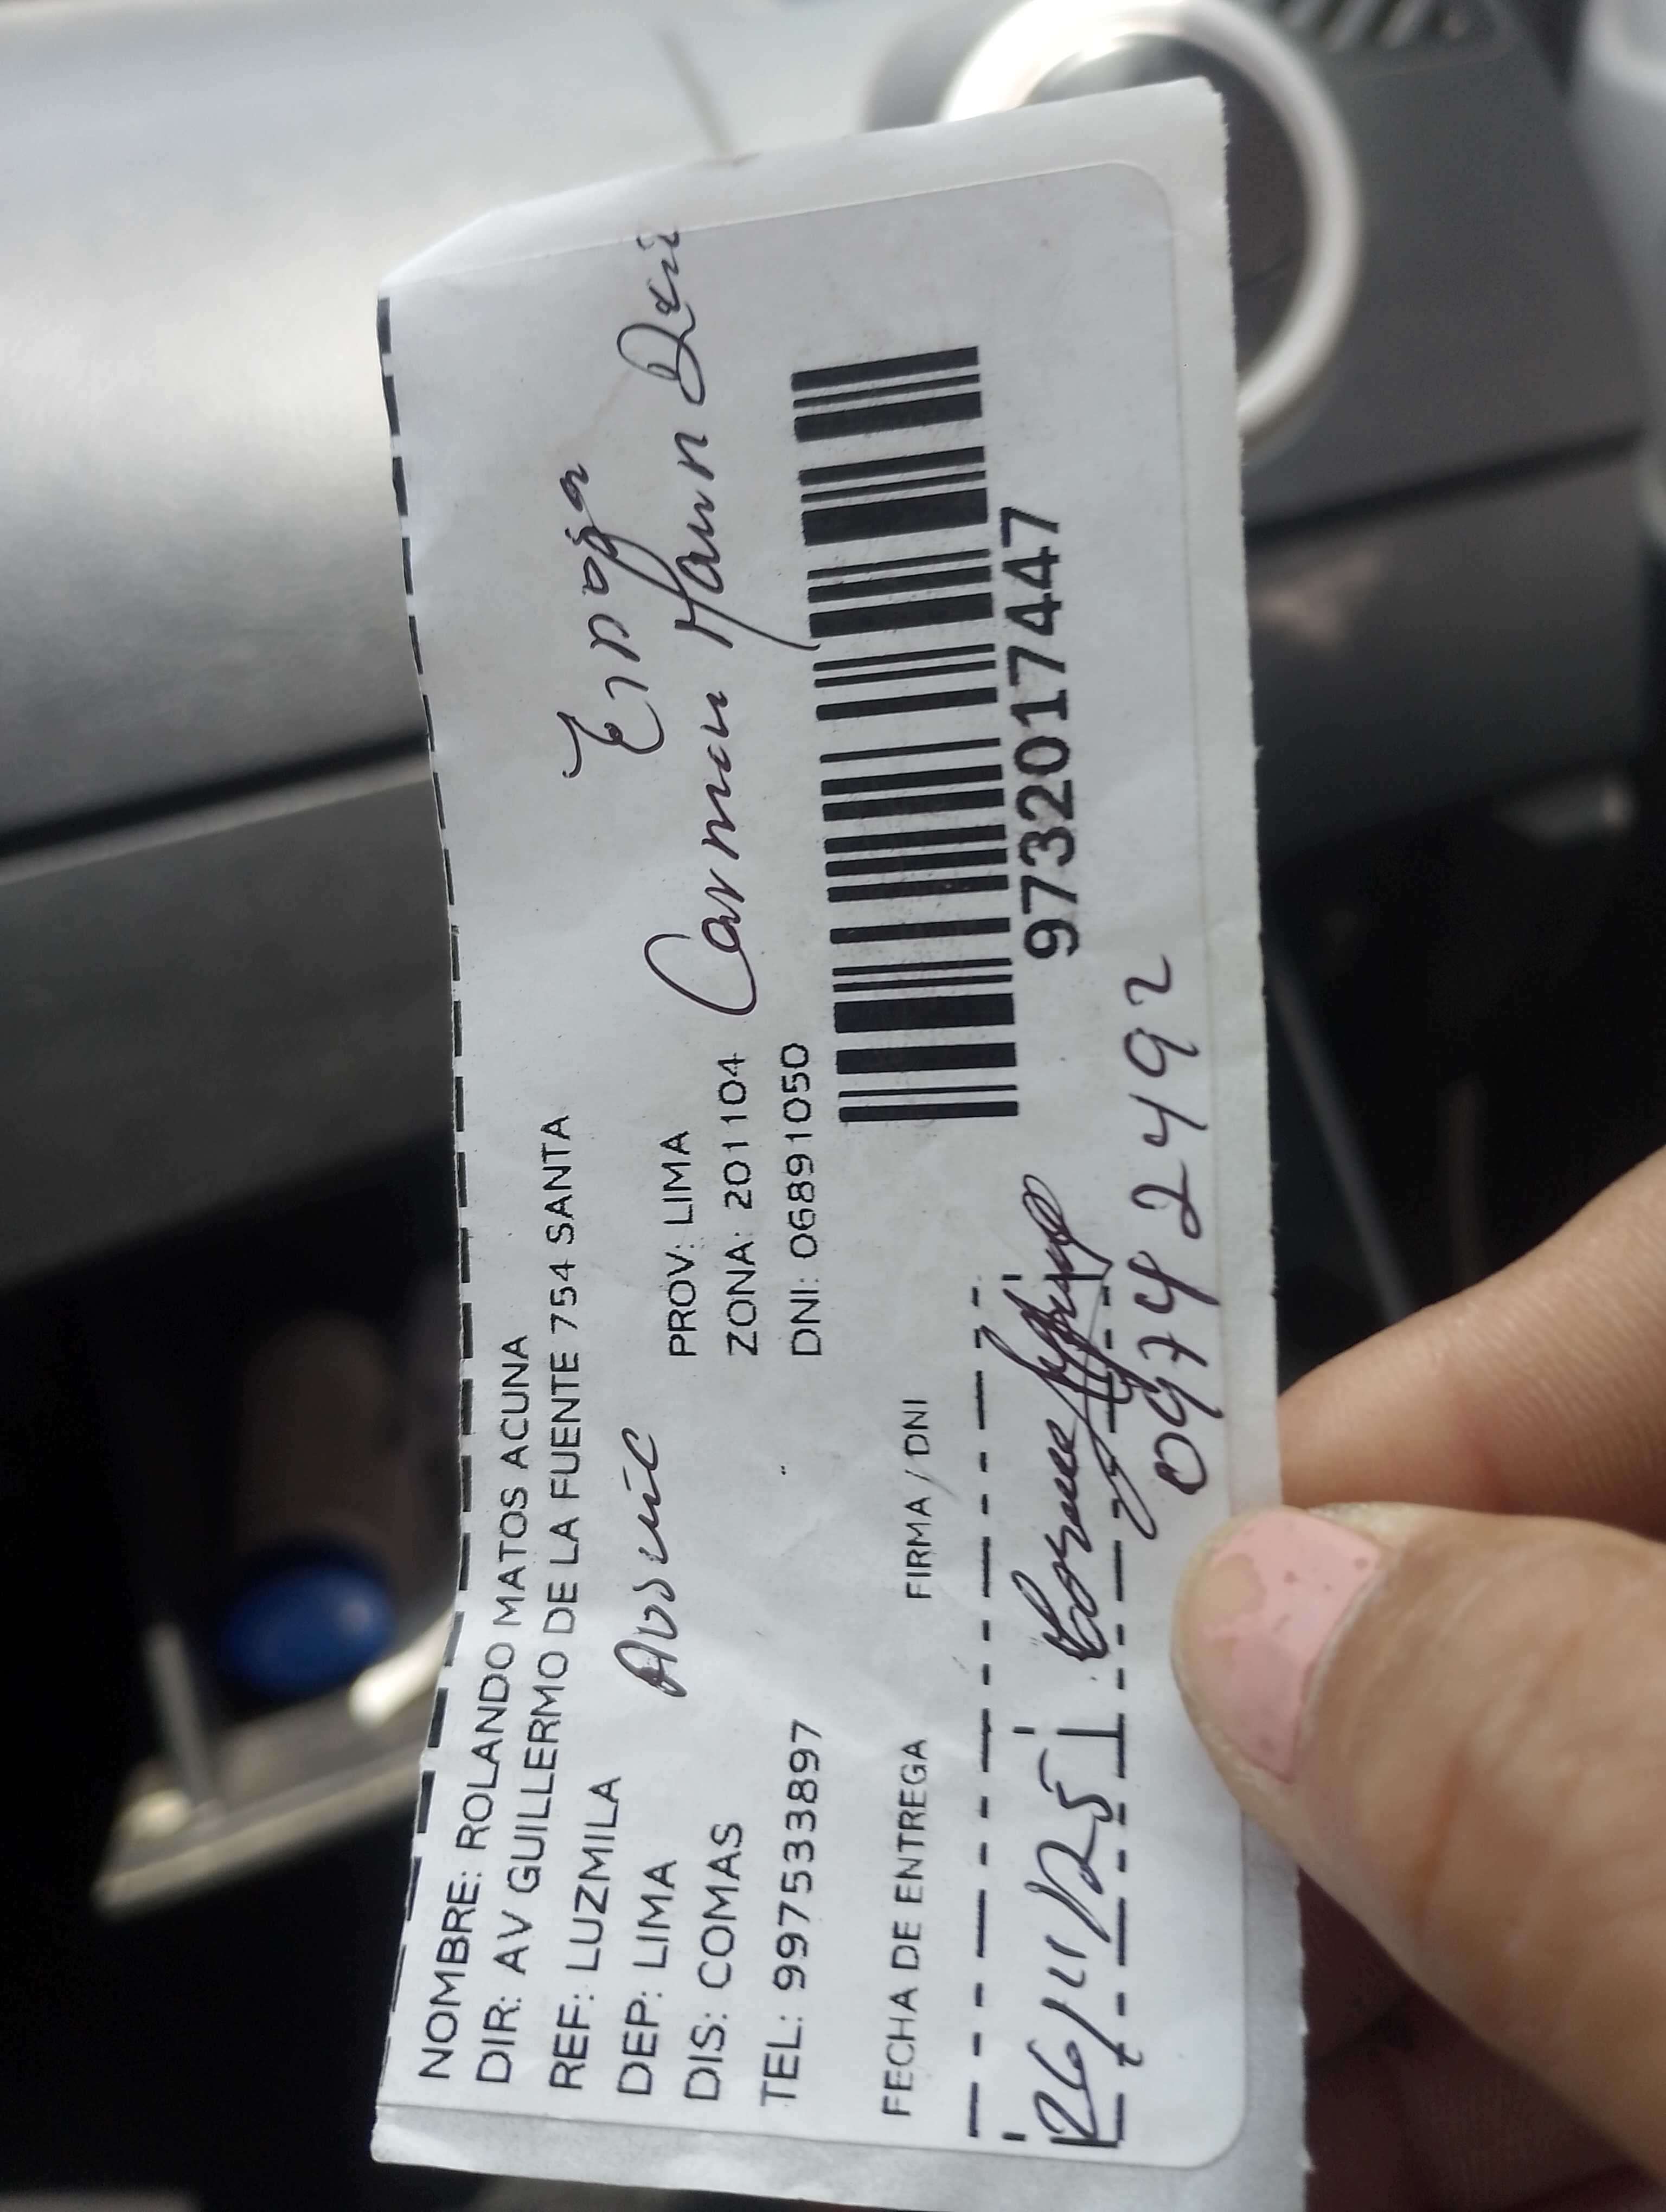 NOMBRE: ROLANDO MATOS ACUNA
DIR: AV GUILLERMO DE LA FUENTE 754 SANTA
REF: LUZMILA
DEP: LIMA PROV: LIMA
DIS: COMAS ZONA: 201104 Carmen
TEL: 997533897 DNI: 06891050
9732017447
FECHA DE ENTREGA FIRMA / DNI
26/11/25
09742492